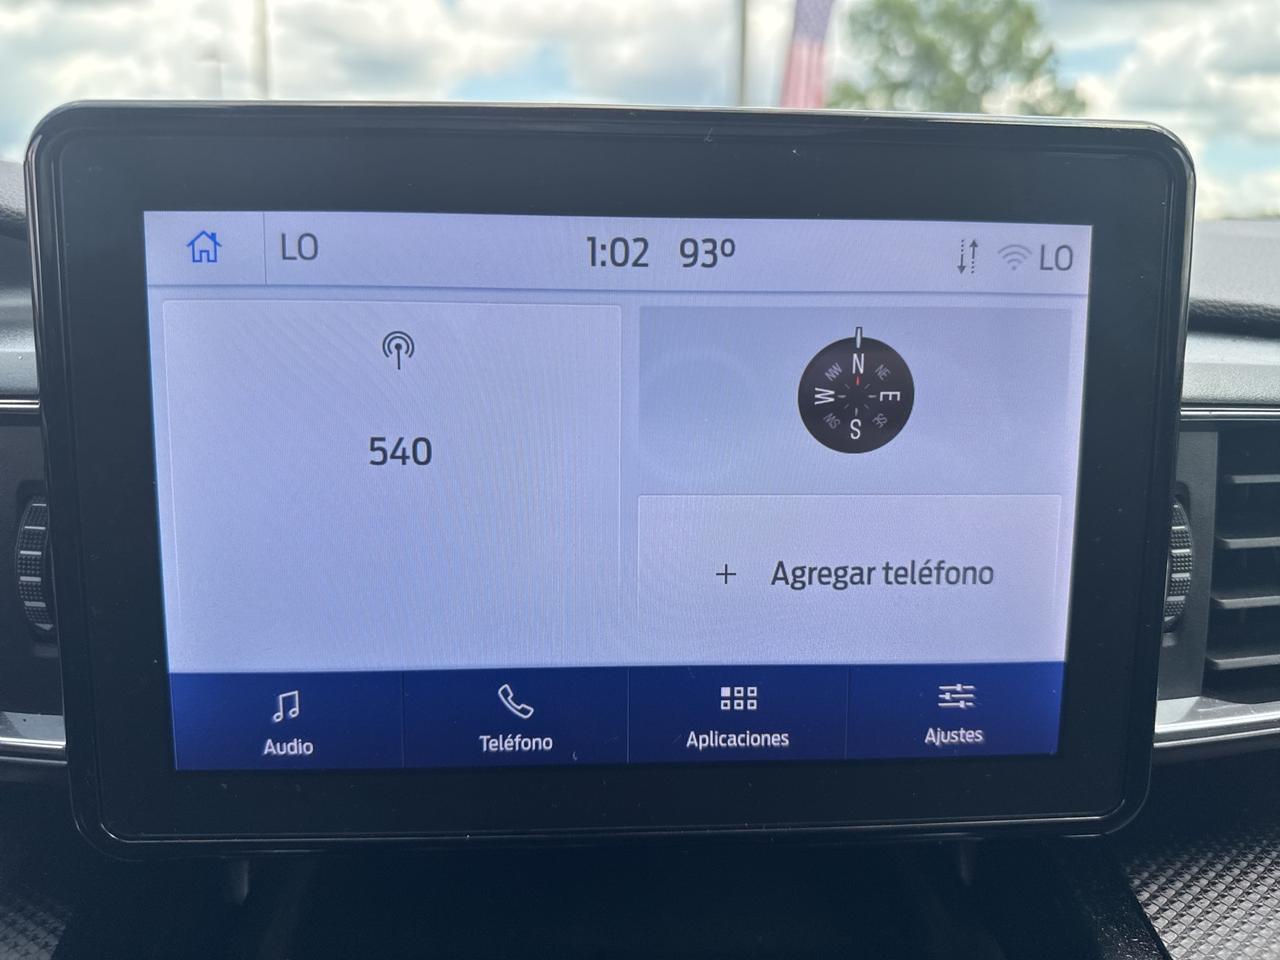 LO 1:02 93° LO
540
N
NW NE
W E
SW SE
S
+ Agregar teléfono
Audio Teléfono Aplicaciones Ajustes